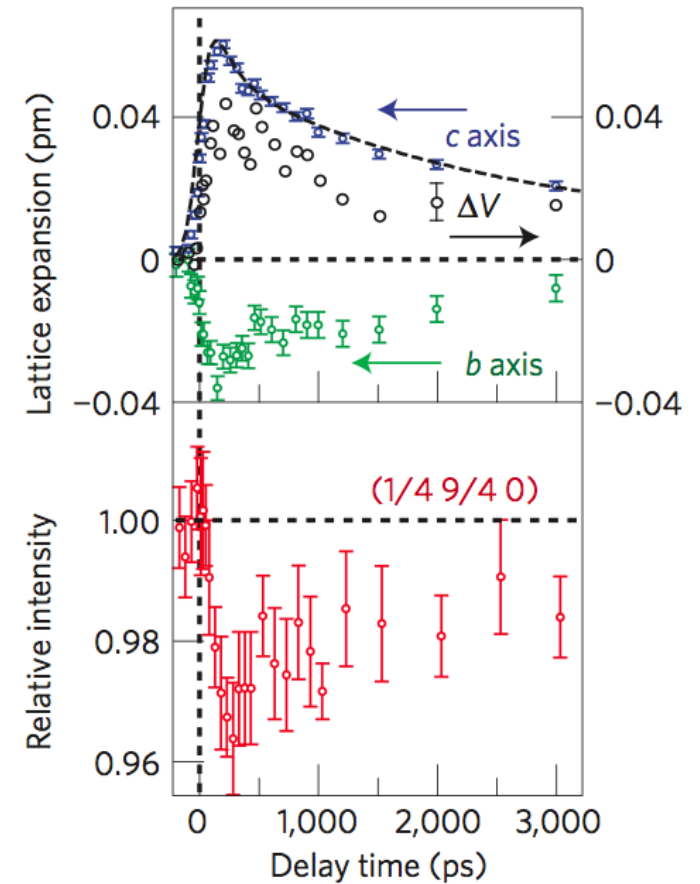 Lattice expansion (pm)
0.04
0
−0.04
0.04
0
−0.04
c axis
ΔV
b axis
Relative intensity
1.00
0.98
0.96
(1/4 9/4 0)
0
1,000
2,000
3,000
Delay time (ps)